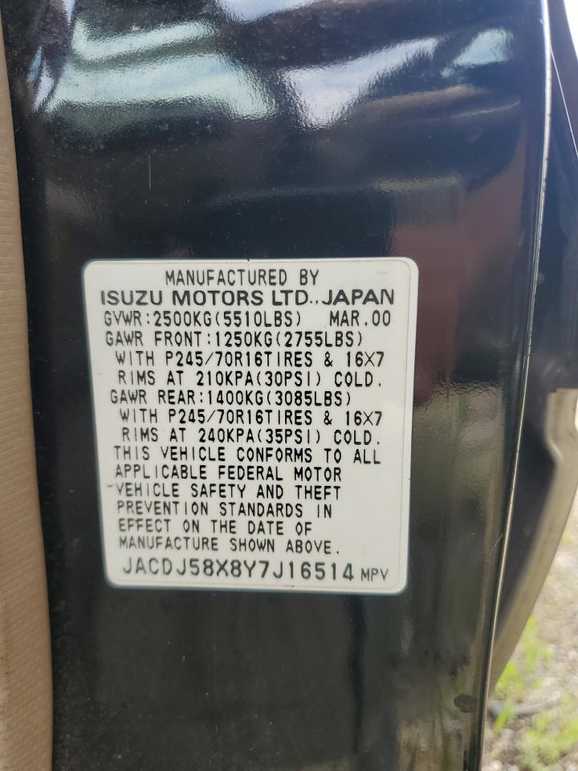 MANUFACTURED BY
ISUZU MOTORS LTD., JAPAN
GVWR:2500KG(5510LBS) MAR.00
GAWR FRONT:1250KG(2755LBS)
WITH P245/70R16TIRES & 16X7
RIMS AT 210KPA(30PSI) COLD.
GAWR REAR:1400KG(3085LBS)
WITH P245/70R16TIRES & 16X7
RIMS AT 240KPA(35PSI) COLD.
THIS VEHICLE CONFORMS TO ALL
APPLICABLE FEDERAL MOTOR
VEHICLE SAFETY AND THEFT
PREVENTION STANDARDS IN
EFFECT ON THE DATE OF
MANUFACTURE SHOWN ABOVE.
JACDJ58X8Y7J16514 MPV